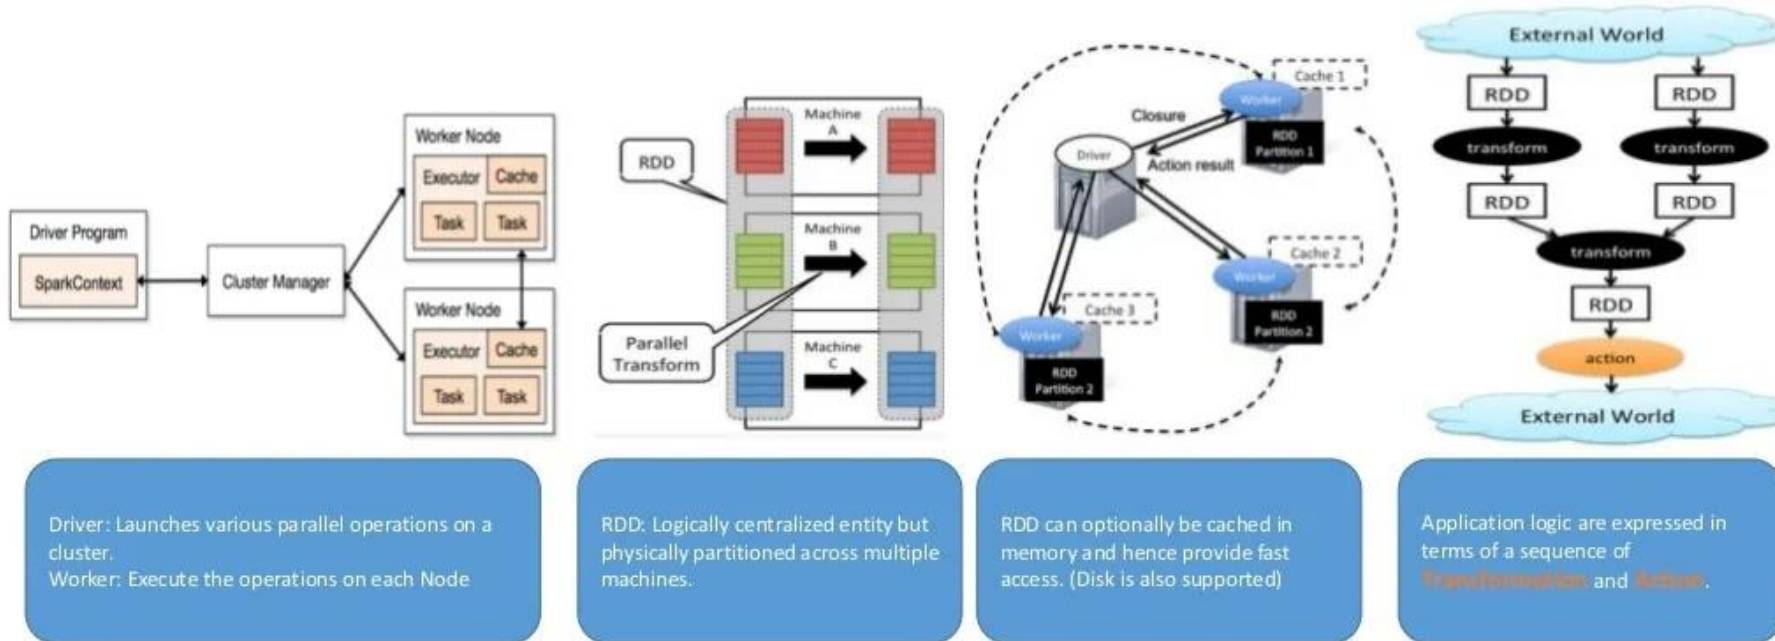 Driver Program
SparkContext
Cluster Manager
Worker Node
Executor
Cache
Task
Task
Worker Node
Executor
Cache
Task
Task
RDD
Parallel
Transform
Machine
A
Machine
B
Machine
C
Driver
Closure
Action result
Worker
Cache 1
RDD
Partition 1
Worker
Cache 2
RDD
Partition 2
Worker
Cache 3
RDD
Partition 2
External World
RDD
RDD
transform
transform
RDD
RDD
transform
RDD
action
External World
Driver: Launches various parallel operations on a
cluster.
Worker: Execute the operations on each Node
RDD: Logically centralized entity but
physically partitioned across multiple
machines.
RDD can optionally be cached in
memory and hence provide fast
access. (Disk is also supported)
Application logic are expressed in
terms of a sequence of
Transformation and Action.